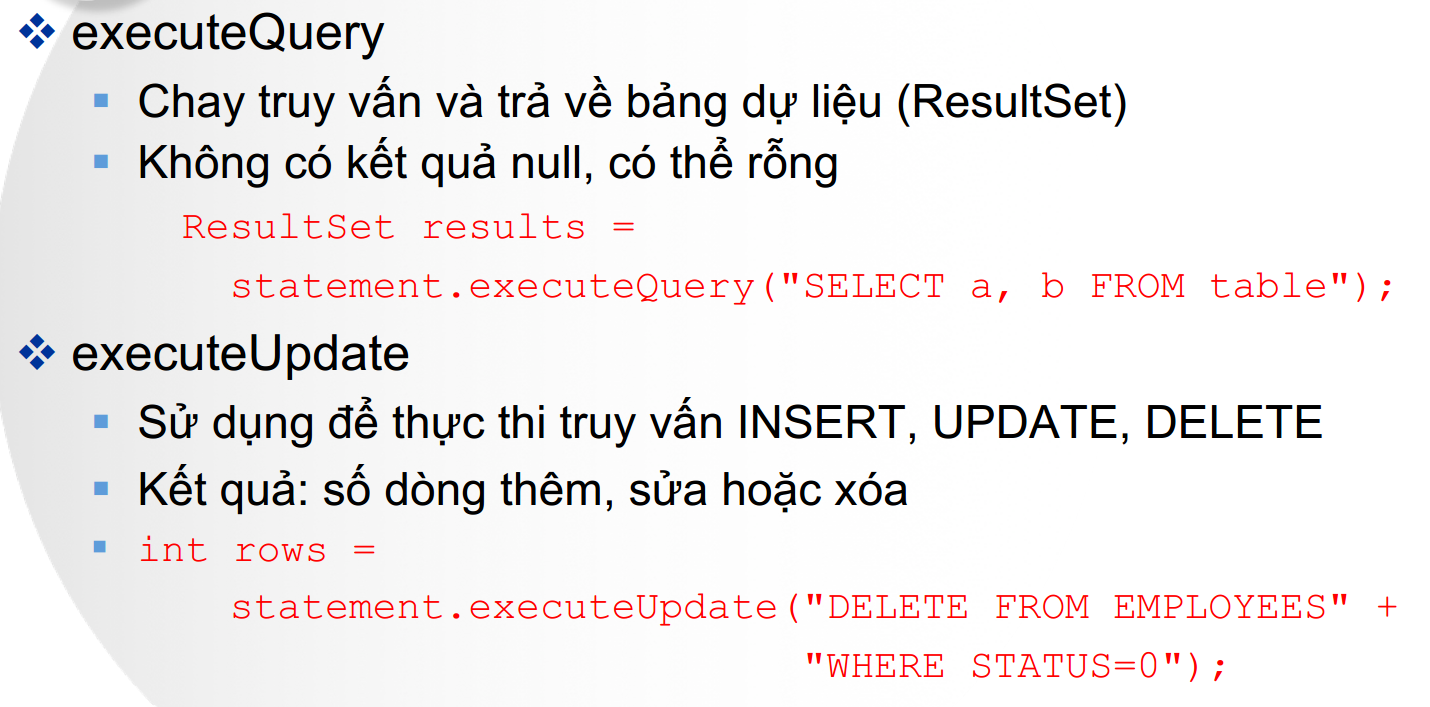 executeQuery
Chay truy vấn và trả về bảng dự liệu (ResultSet)
Không có kết quả null, có thể rỗng
ResultSet results =
statement.executeQuery("SELECT a, b FROM table");
executeUpdate
Sử dụng để thực thi truy vấn INSERT, UPDATE, DELETE
Kết quả: số dòng thêm, sửa hoặc xóa
int rows =
statement.executeUpdate("DELETE FROM EMPLOYEES" +
"WHERE STATUS=0");